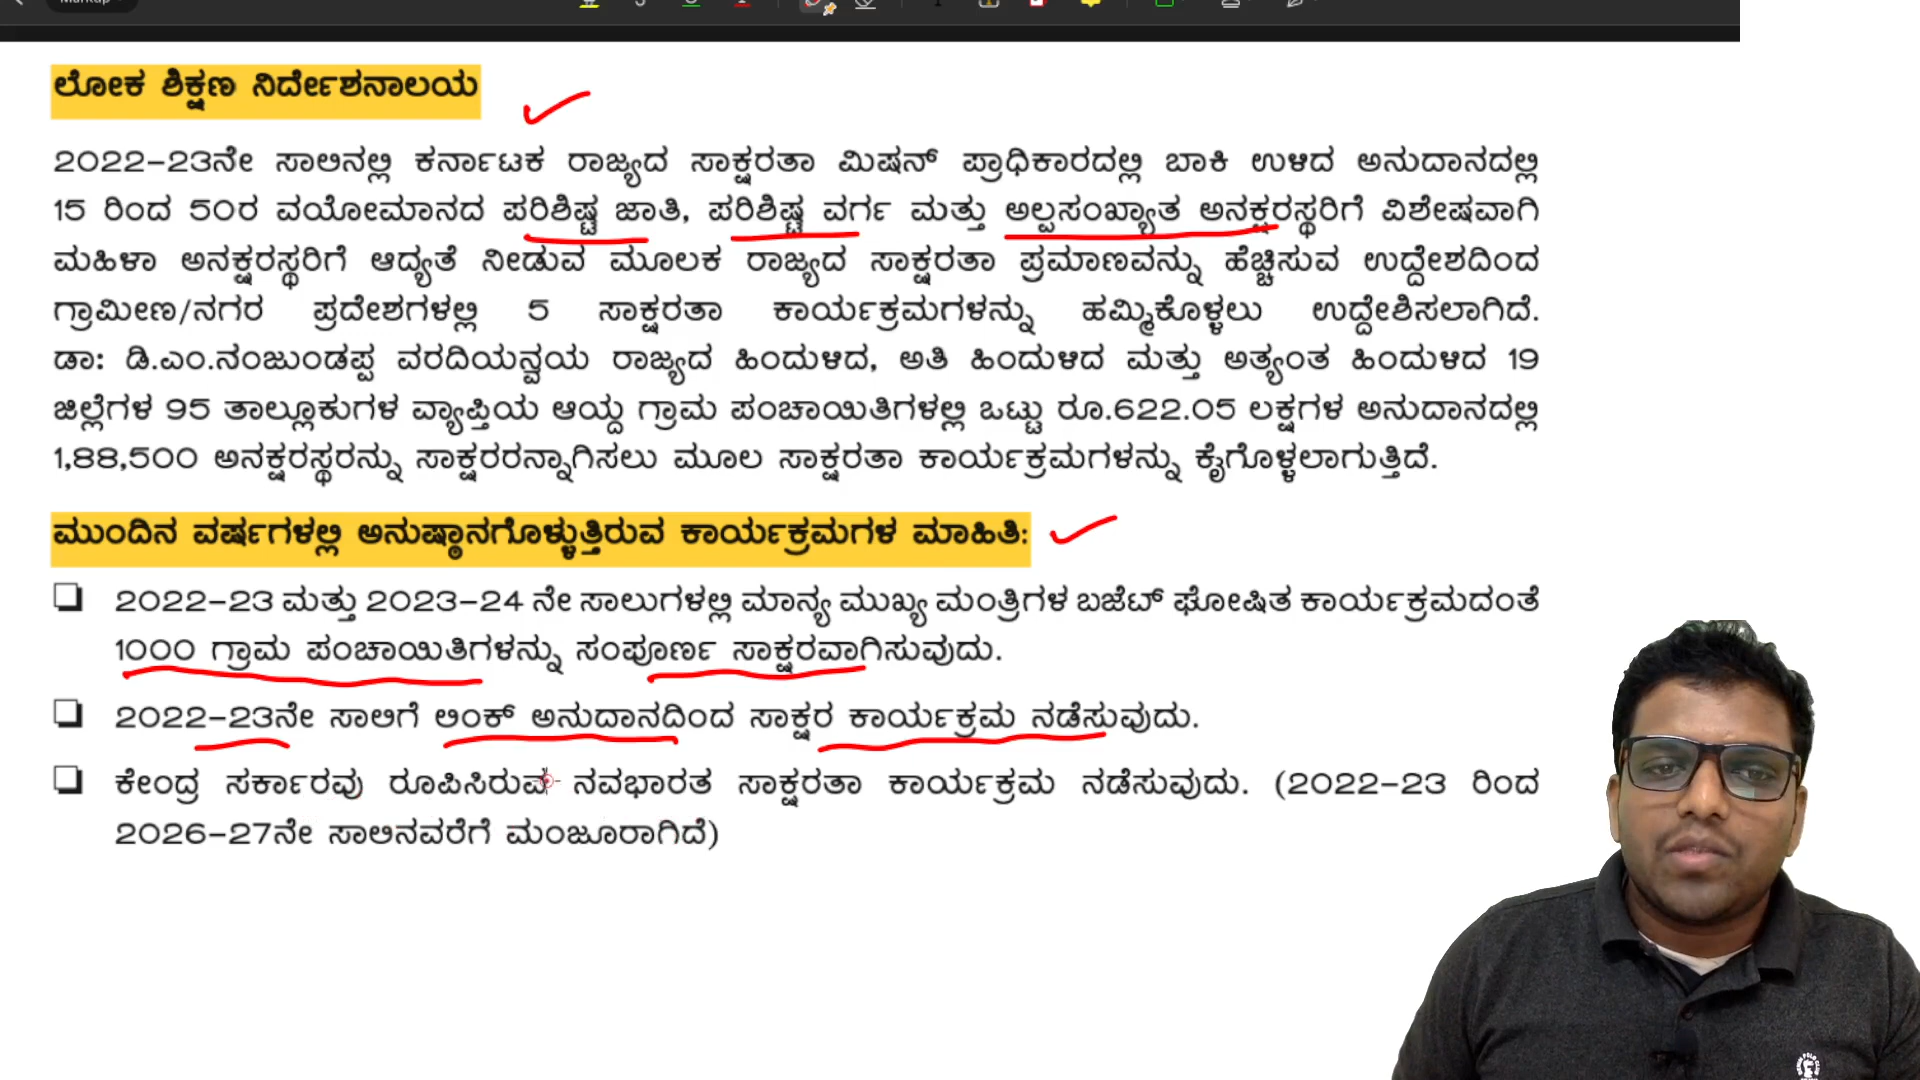 ಲೋಕ ಶಿಕ್ಷಣ ನಿರ್ದೇಶನಾಲಯ
2022-23ನೇ ಸಾಲಿನಲ್ಲಿ ಕರ್ನಾಟಕ ರಾಜ್ಯದ ಸಾಕ್ಷರತಾ ಮಿಷನ್ ಪ್ರಾಧಿಕಾರದಲ್ಲಿ ಬಾಕಿ ಉಳಿದ ಅನುದಾನದಲ್ಲಿ
15 ರಿಂದ 50ರ ವಯೋಮಾನದ ಪರಿಶಿಷ್ಟ ಜಾತಿ, ಪರಿಶಿಷ್ಟ ವರ್ಗ ಮತ್ತು ಅಲ್ಪಸಂಖ್ಯಾತ ಅನಕ್ಷರಸ್ಥರಿಗೆ ವಿಶೇಷವಾಗಿ
ಮಹಿಳಾ ಅನಕ್ಷರಸ್ಥರಿಗೆ ಆದ್ಯತೆ ನೀಡುವ ಮೂಲಕ ರಾಜ್ಯದ ಸಾಕ್ಷರತಾ ಪ್ರಮಾಣವನ್ನು ಹೆಚ್ಚಿಸುವ ಉದ್ದೇಶದಿಂದ
ಗ್ರಾಮೀಣ/ನಗರ ಪ್ರದೇಶಗಳಲ್ಲಿ 5 ಸಾಕ್ಷರತಾ ಕಾರ್ಯಕ್ರಮಗಳನ್ನು ಹಮ್ಮಿಕೊಳ್ಳಲು ಉದ್ದೇಶಿಸಲಾಗಿದೆ.
ಡಾ: ಡಿ.ಎಂ.ನಂಜುಂಡಪ್ಪ ವರದಿಯನ್ವಯ ರಾಜ್ಯದ ಹಿಂದುಳಿದ, ಅತಿ ಹಿಂದುಳಿದ ಮತ್ತು ಅತ್ಯಂತ ಹಿಂದುಳಿದ 19
ಜಿಲ್ಲೆಗಳ 95 ತಾಲ್ಲೂಕುಗಳ ವ್ಯಾಪ್ತಿಯ ಆಯ್ದ ಗ್ರಾಮ ಪಂಚಾಯಿತಿಗಳಲ್ಲಿ ಒಟ್ಟು ರೂ.622.05 ಲಕ್ಷಗಳ ಅನುದಾನದಲ್ಲಿ
1,88,500 ಅನಕ್ಷರಸ್ಥರನ್ನು ಸಾಕ್ಷರರನ್ನಾಗಿಸಲು ಮೂಲ ಸಾಕ್ಷರತಾ ಕಾರ್ಯಕ್ರಮಗಳನ್ನು ಕೈಗೊಳ್ಳಲಾಗುತ್ತಿದೆ.
ಮುಂದಿನ ವರ್ಷಗಳಲ್ಲಿ ಅನುಷ್ಠಾನಗೊಳ್ಳುತ್ತಿರುವ ಕಾರ್ಯಕ್ರಮಗಳ ಮಾಹಿತಿ:
2022-23 ಮತ್ತು 2023-24 ನೇ ಸಾಲುಗಳಲ್ಲಿ ಮಾನ್ಯ ಮುಖ್ಯ ಮಂತ್ರಿಗಳ ಬಜೆಟ್ ಘೋಷಿತ ಕಾರ್ಯಕ್ರಮದಂತೆ
1000 ಗ್ರಾಮ ಪಂಚಾಯಿತಿಗಳನ್ನು ಸಂಪೂರ್ಣ ಸಾಕ್ಷರವಾಗಿಸುವುದು.
2022-23ನೇ ಸಾಲಿಗೆ ಲಿಂಕ್ ಅನುದಾನದಿಂದ ಸಾಕ್ಷರ ಕಾರ್ಯಕ್ರಮ ನಡೆಸುವುದು.
ಕೇಂದ್ರ ಸರ್ಕಾರವು ರೂಪಿಸಿರುವ ನವಭಾರತ ಸಾಕ್ಷರತಾ ಕಾರ್ಯಕ್ರಮ ನಡೆಸುವುದು. (2022-23 ರಿಂದ
2026-27ನೇ ಸಾಲಿನವರೆಗೆ ಮಂಜೂರಾಗಿದೆ)